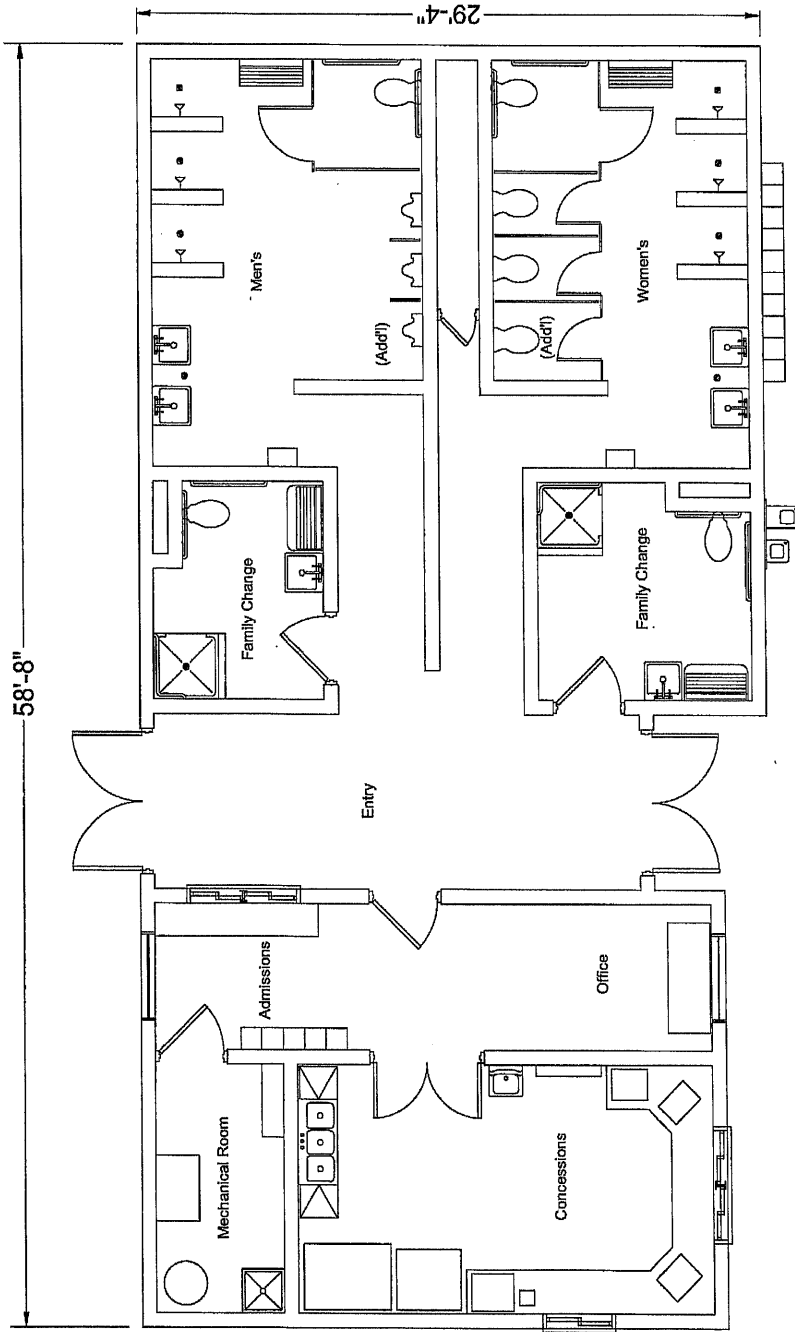 58'-8"
29'-4"
Mechanical Room
Admissions
Entry
Family Change
Men's
(Add'l)
Concessions
Office
Family Change
Women's
(Add'l)